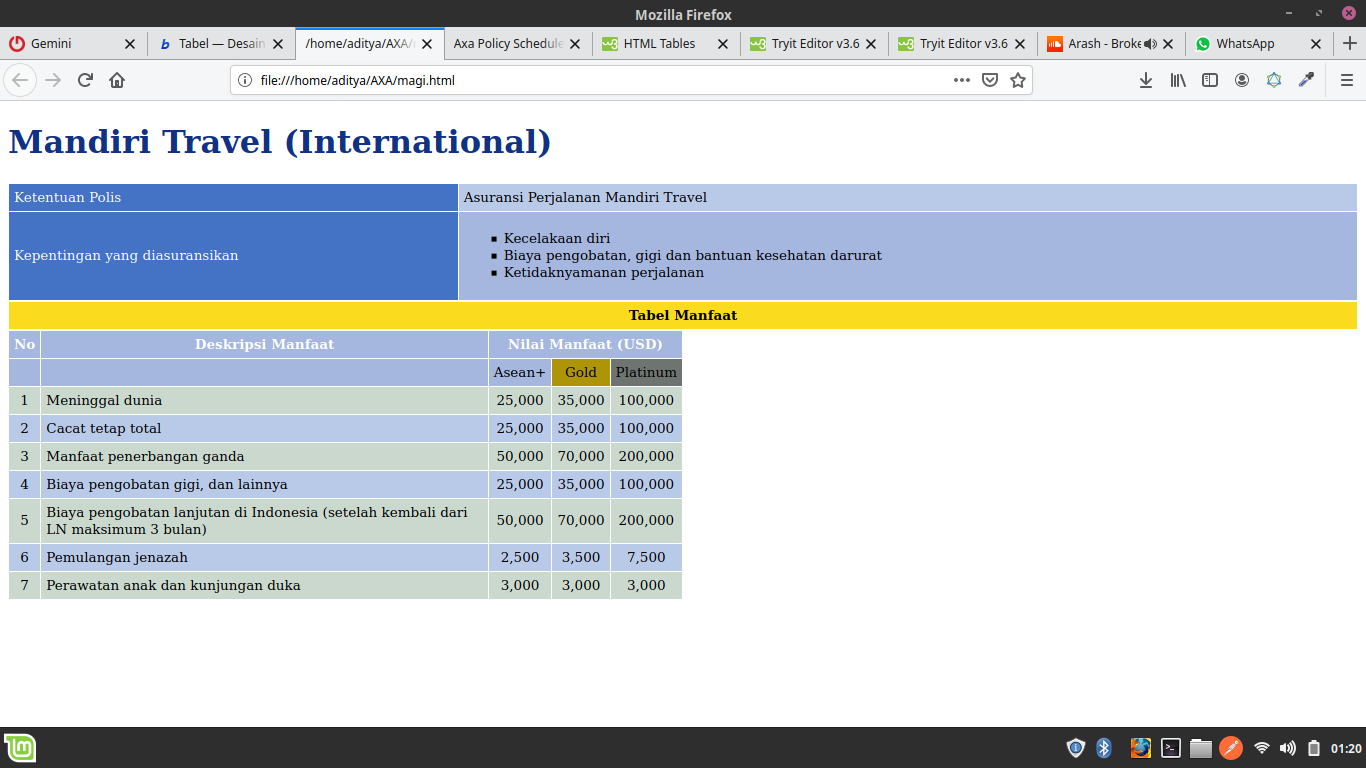 Mozilla Firefox
Gemini
Tabel — Desain
/home/aditya/AXA/
Axa Policy Schedule
HTML Tables
Tryit Editor v3.6
Tryit Editor v3.6
Arash - Broke
WhatsApp
file:///home/aditya/AXA/magi.html
Mandiri Travel (International)
Ketentuan Polis Asuransi Perjalanan Mandiri Travel
Kepentingan yang diasuransikan
Kecelakaan diri
Biaya pengobatan, gigi dan bantuan kesehatan darurat
Ketidaknyamanan perjalanan
Tabel Manfaat
No Deskripsi Manfaat Nilai Manfaat (USD)
Asean+ Gold Platinum
1 Meninggal dunia 25,000 35,000 100,000
2 Cacat tetap total 25,000 35,000 100,000
3 Manfaat penerbangan ganda 50,000 70,000 200,000
4 Biaya pengobatan gigi, dan lainnya 25,000 35,000 100,000
5 Biaya pengobatan lanjutan di Indonesia (setelah kembali dari
LN maksimum 3 bulan) 50,000 70,000 200,000
6 Pemulangan jenazah 2,500 3,500 7,500
7 Perawatan anak dan kunjungan duka 3,000 3,000 3,000
01:20